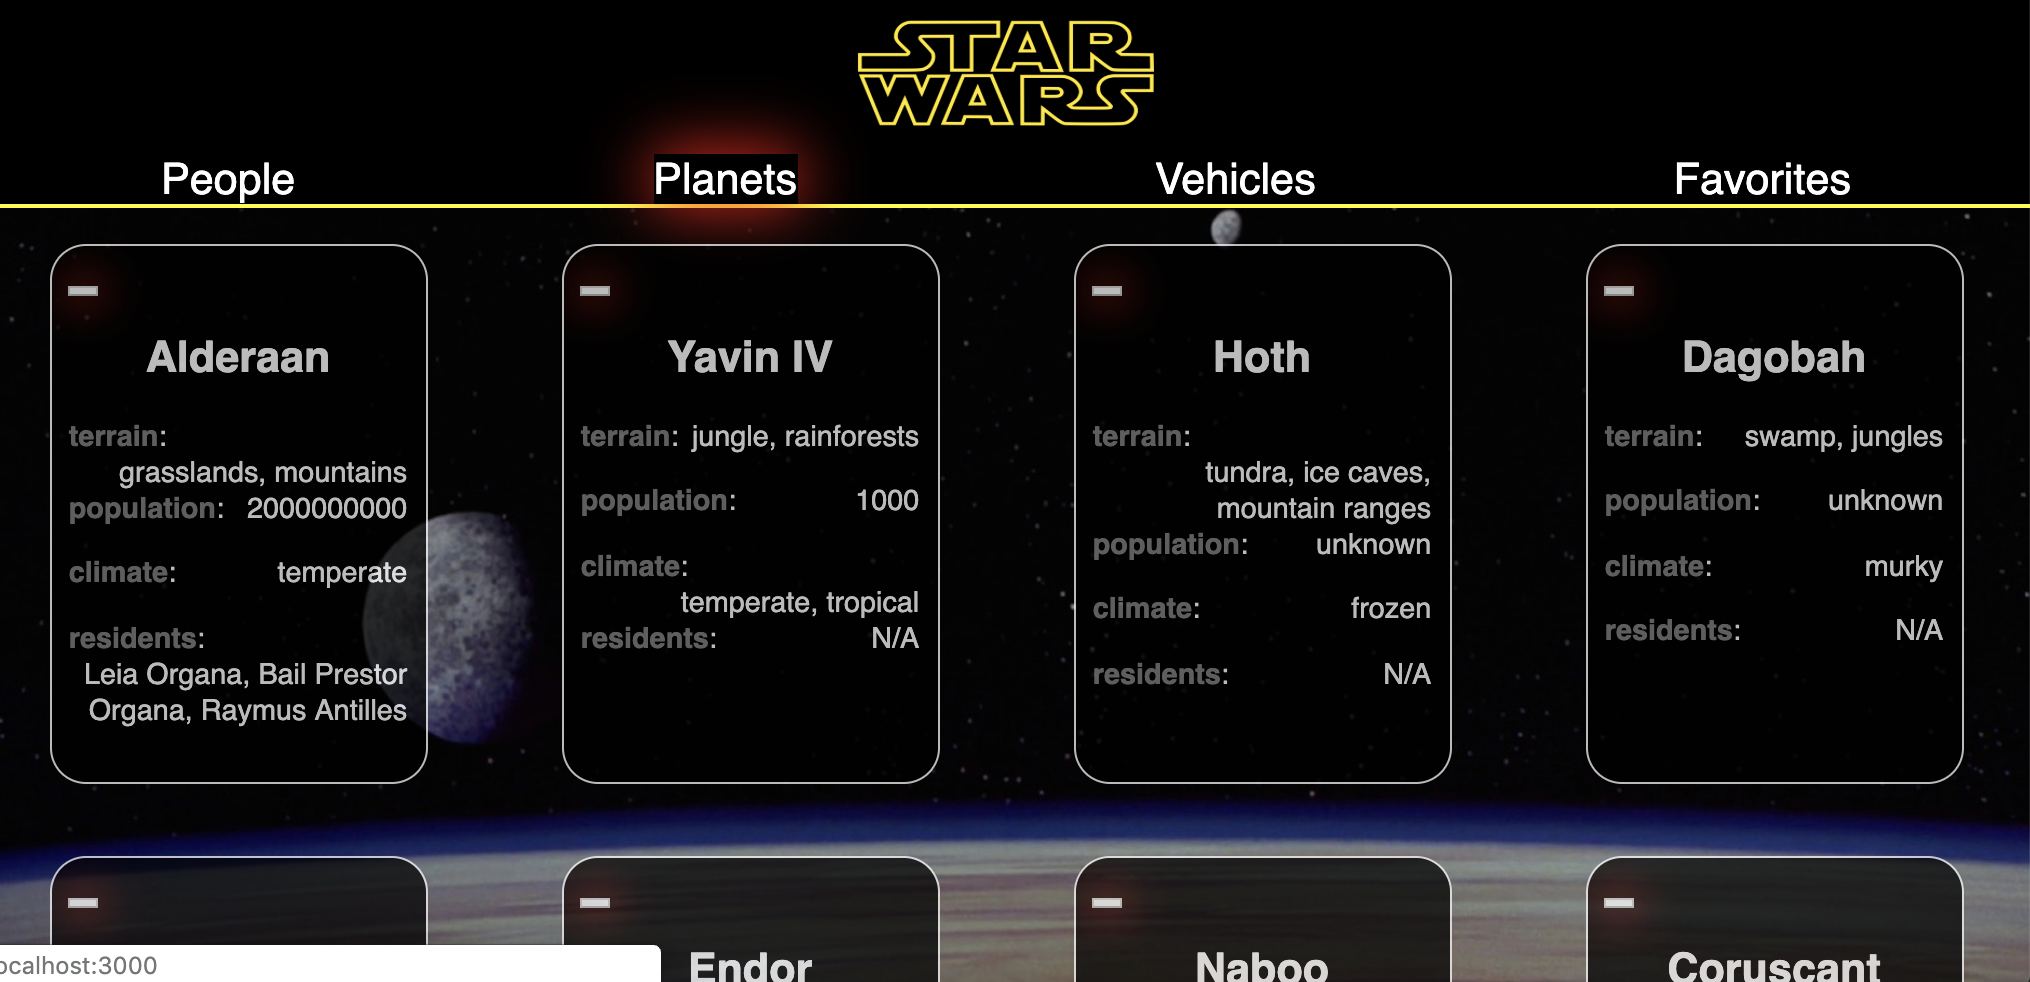 STAR
WARS
People
Planets
Vehicles
Favorites
Alderaan
terrain:
grasslands, mountains
population: 2000000000
climate: temperate
residents:
Leia Organa, Bail Prestor
Organa, Raymus Antilles
Yavin IV
terrain: jungle, rainforests
population: 1000
climate:
temperate, tropical
residents: N/A
Hoth
terrain:
tundra, ice caves,
mountain ranges
population: unknown
climate: frozen
residents: N/A
Dagobah
terrain: swamp, jungles
population: unknown
climate: murky
residents: N/A
Endor
Naboo
Coruscant
ocalhost:3000